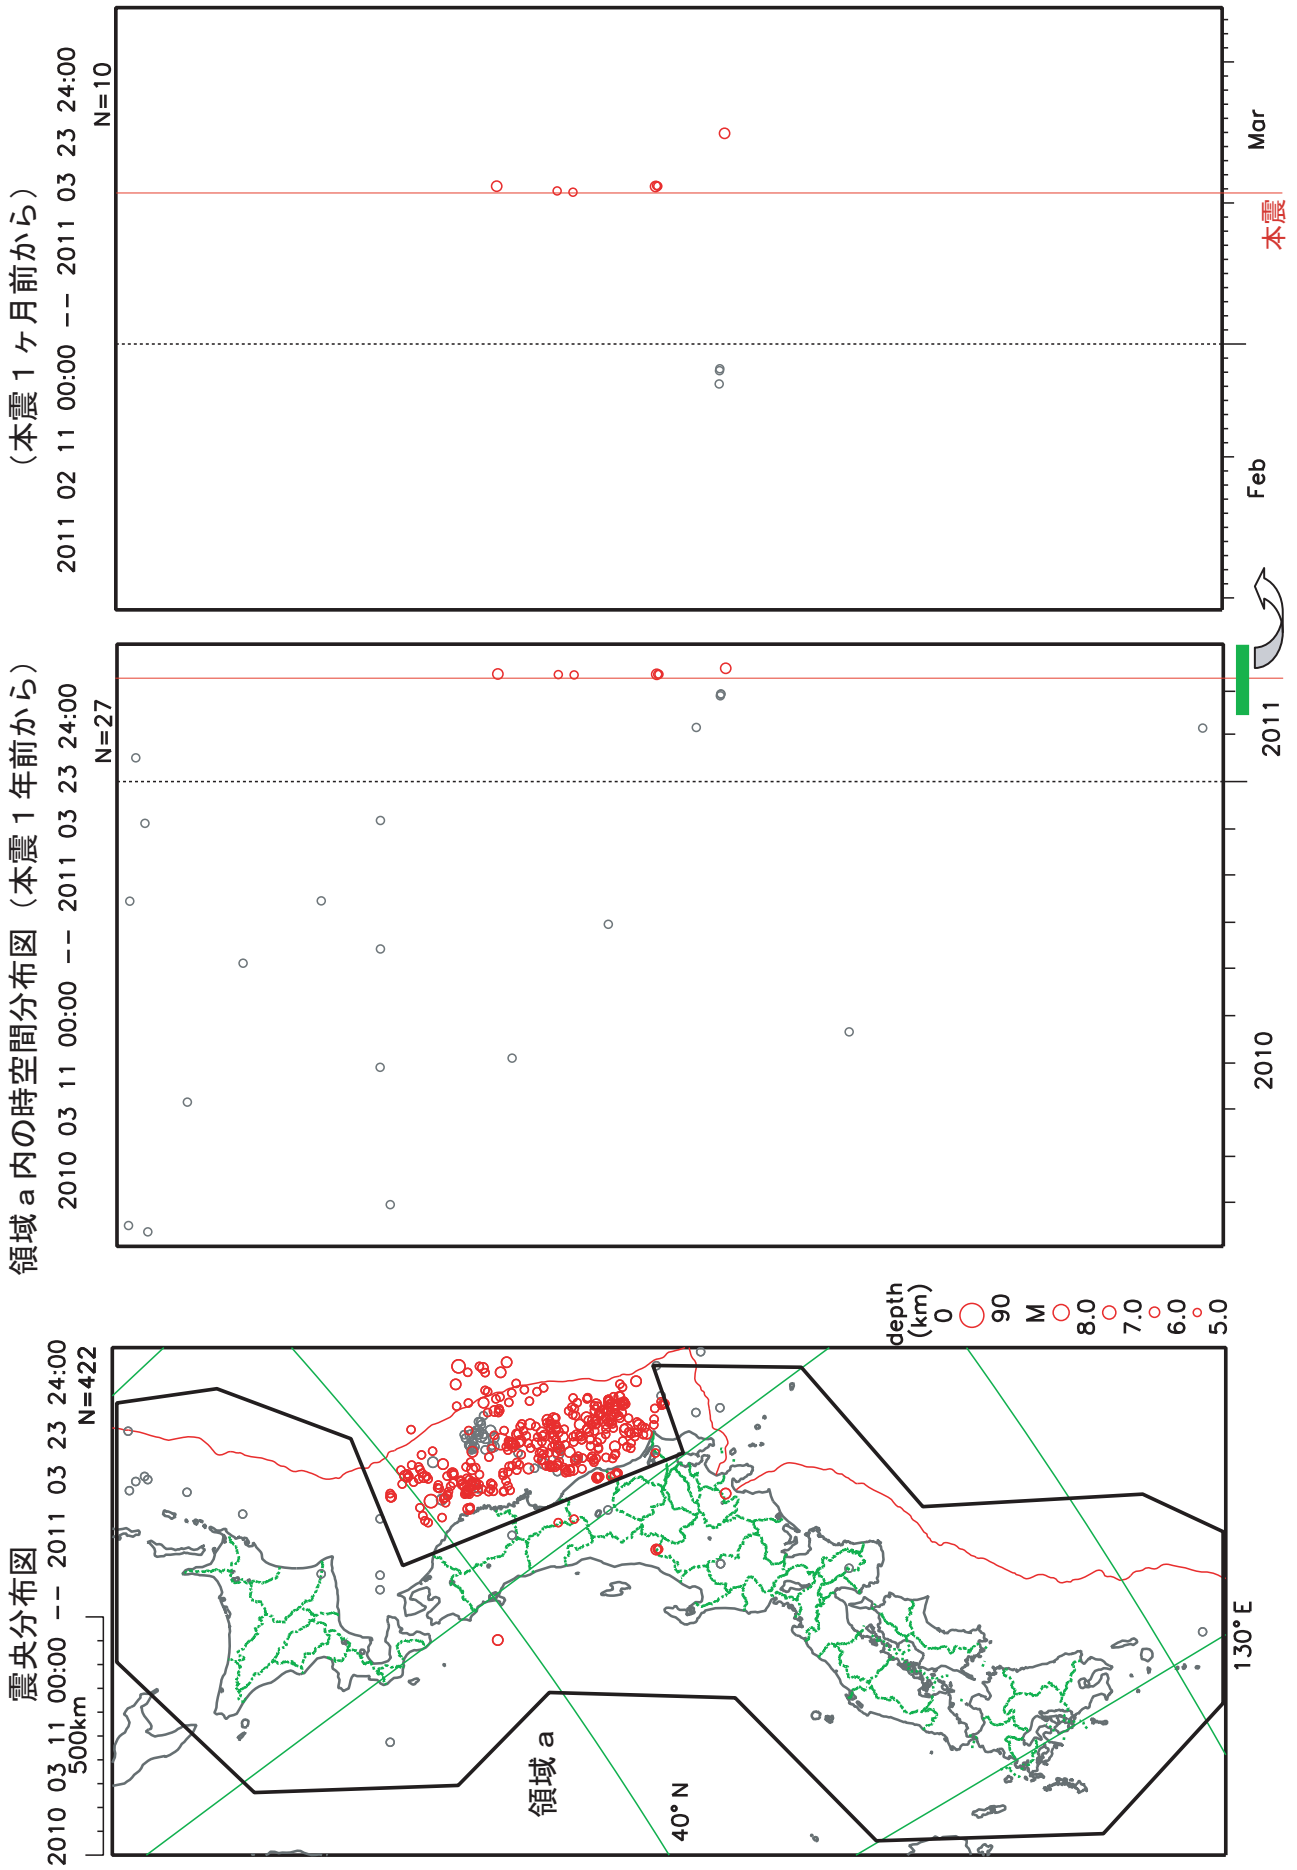 震央分布図
2010 03 11 00:00 -- 2011 03 23 24:00
N=422
500km
領域 a
40° N
130° E
depth
(km)
0
90
M
8.0
7.0
6.0
5.0
領域 a 内の時空間分布図（本震 1 年前から）
2010 03 11 00:00 -- 2011 03 23 24:00
N=27
2010
2011
（本震 1 ヶ月前から）
2011 02 11 00:00 -- 2011 03 23 24:00
N=10
Feb
Mar
本震